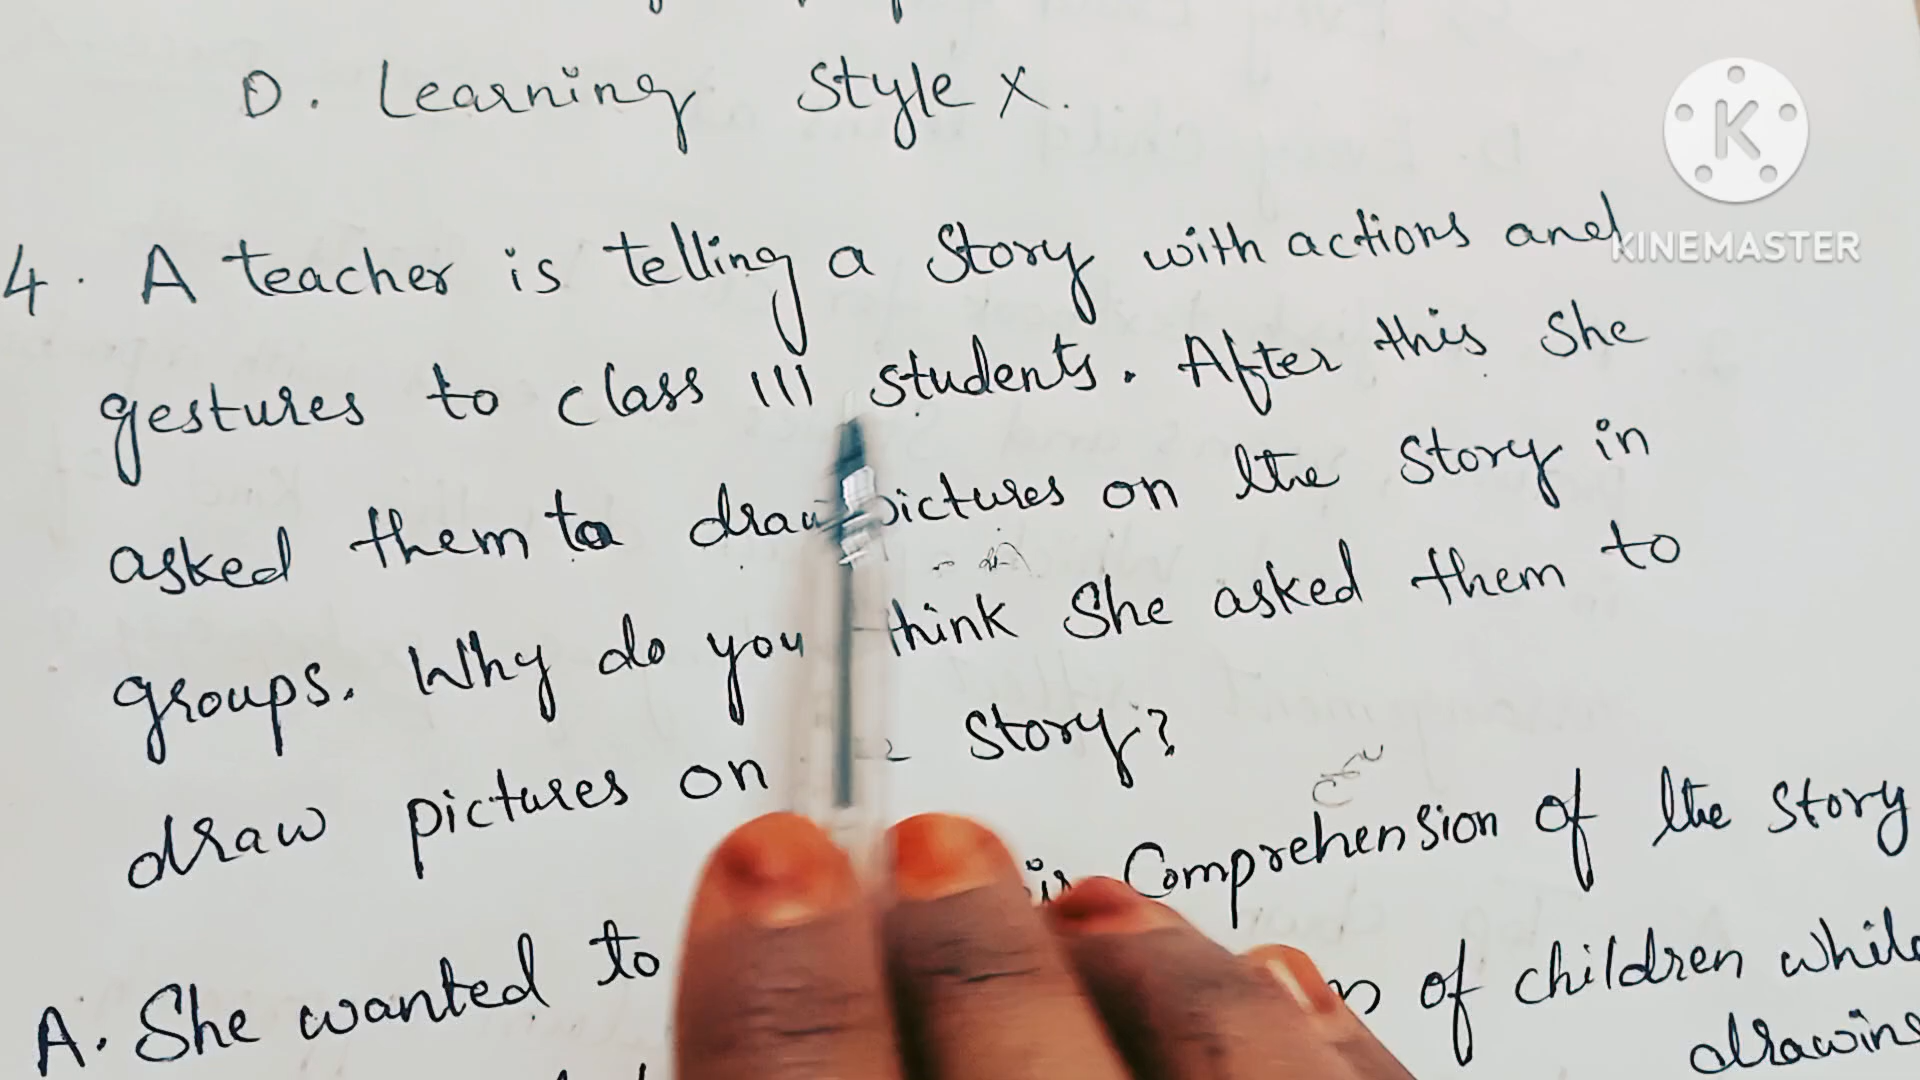 D. Learning Style X.
K
KINEMASTER
4. A teacher is telling a Story with actions and
gestures to class III students. After this She
asked them to draw pictures on the Story in
groups. Why do you think She asked them to
draw pictures on story?
A. She wanted to Comprehension of the Story
of children while
drawing